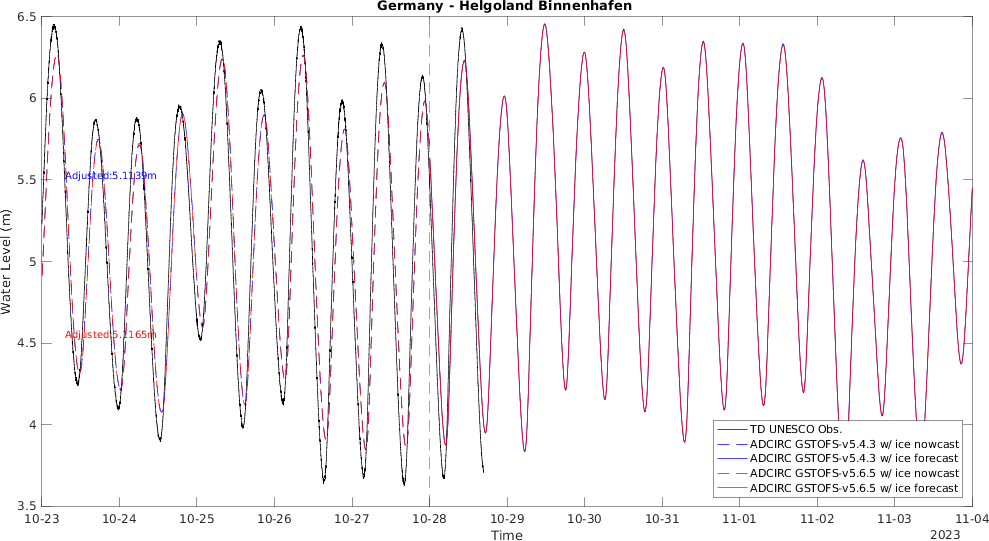 Germany - Helgoland Binnenhafen
6.5
6
5.5
5
4.5
4
3.5
Water Level (m)
Adjusted:5.1139m
Adjusted:5.1165m
TD UNESCO Obs.
ADCIRC GSTOFS-v5.4.3 w/ ice nowcast
ADCIRC GSTOFS-v5.4.3 w/ ice forecast
ADCIRC GSTOFS-v5.6.5 w/ ice nowcast
ADCIRC GSTOFS-v5.6.5 w/ ice forecast
10-23 10-24 10-25 10-26 10-27 10-28 10-29 10-30 10-31 11-01 11-02 11-03 11-04
Time
2023